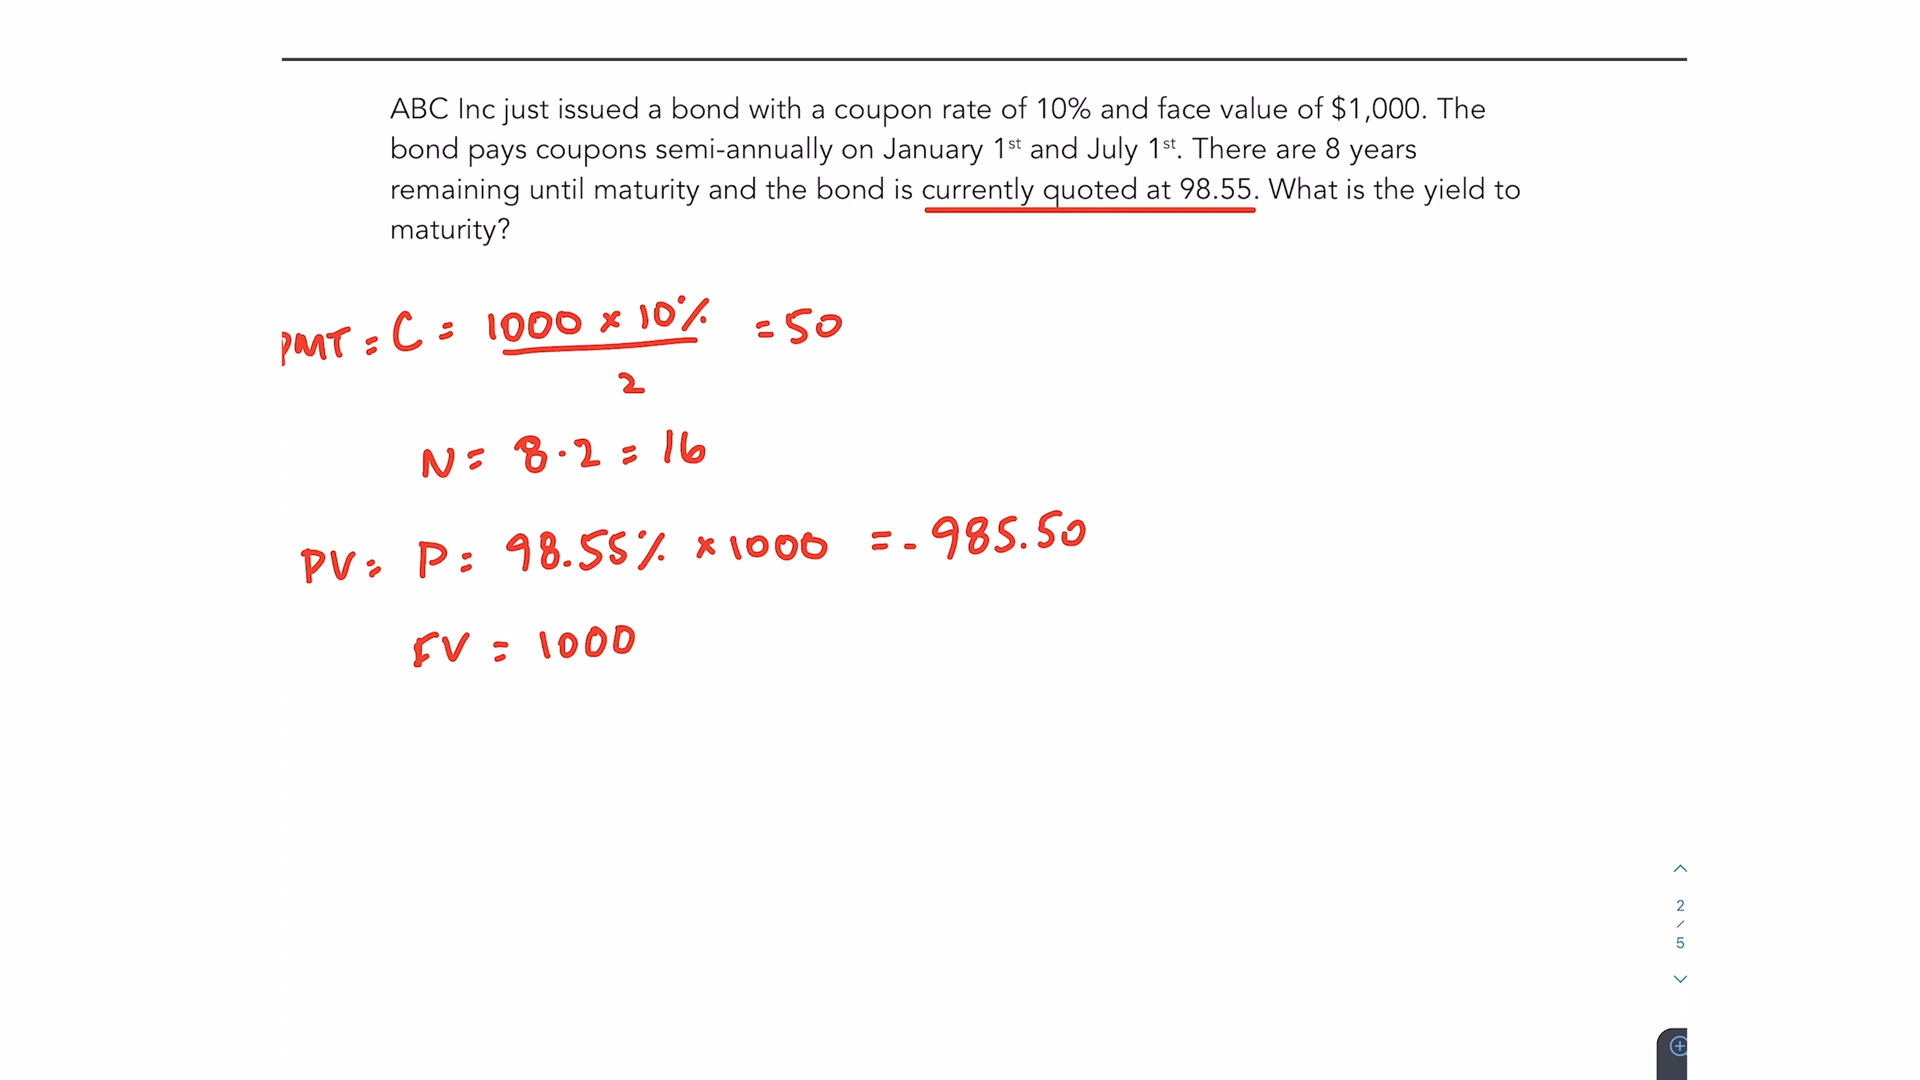 ABC Inc just issued a bond with a coupon rate of 10% and face value of $1,000. The
bond pays coupons semi-annually on January 1st and July 1st. There are 8 years
remaining until maturity and the bond is currently quoted at 98.55. What is the yield to
maturity?
PMT = C = 1000 x 10% / 2 = 50
N = 8 · 2 = 16
PV = P = 98.55% x 1000 = - 985.50
FV = 1000
2
/
5